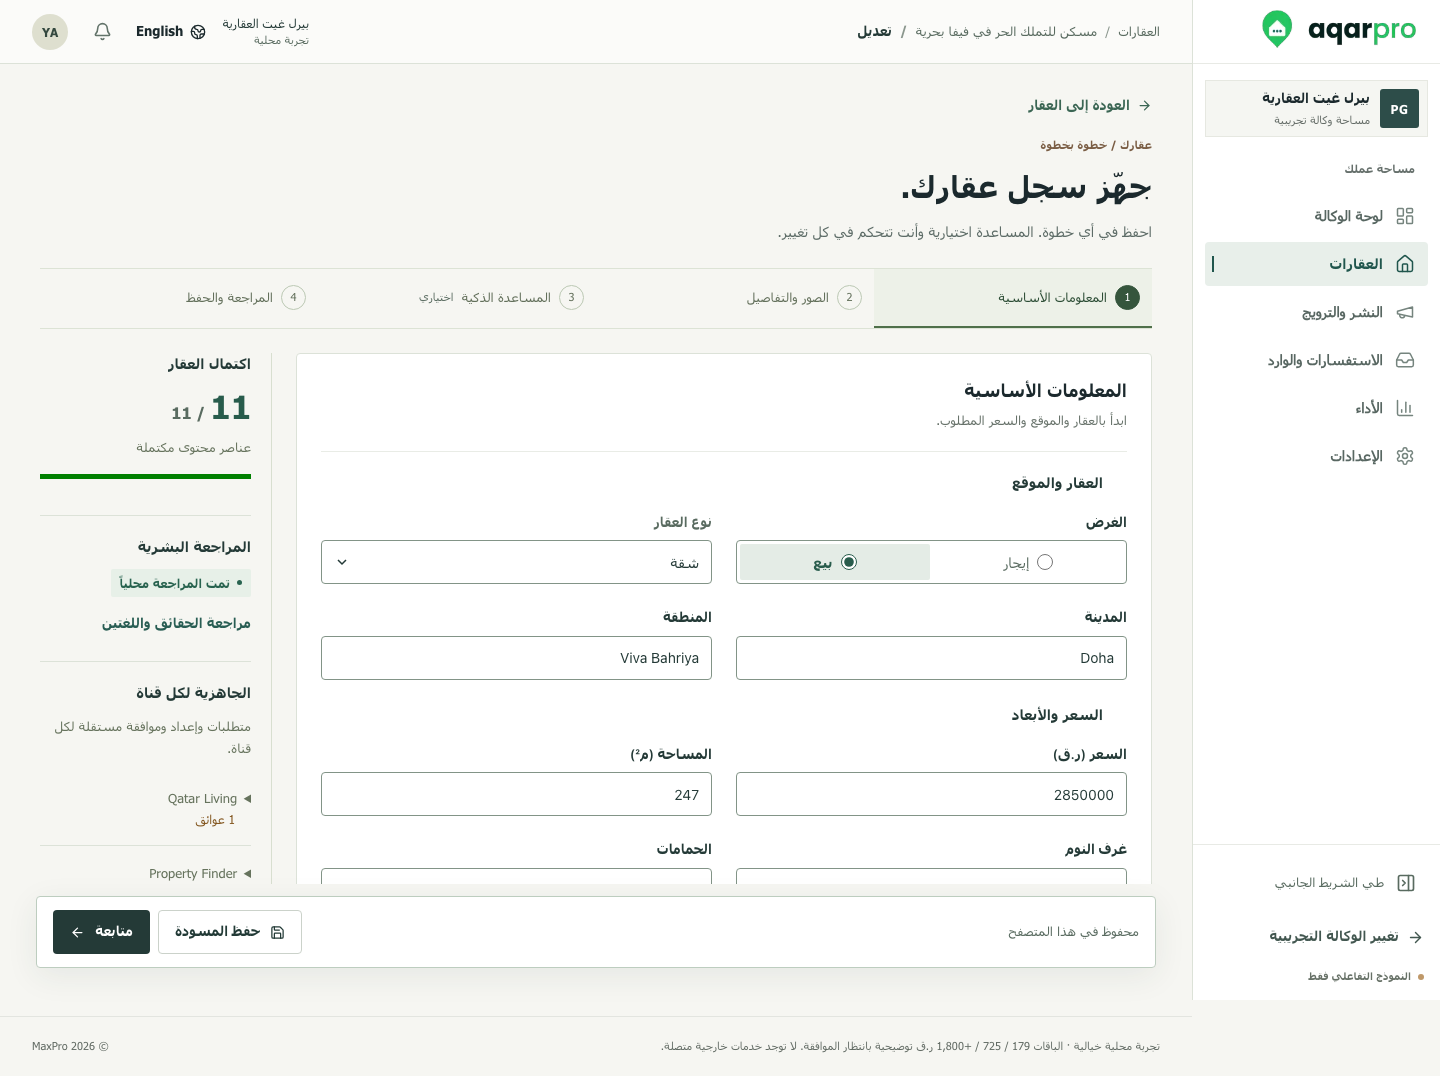 aqarpro
PG
بيرل غيت العقارية
مساحة وكالة تجريبية
مساحة عملك
لوحة الوكالة
العقارات
النشر والترويج
الاستفسارات والوارد
الأداء
الإعدادات
طي الشريط الجانبي
تغيير الوكالة التجريبية
النموذج التفاعلي فقط
العقارات / مسكن للتملك الحر في فيفا بحرية / تعديل
بيرل غيت العقارية
تجربة محلية
English
YA
العودة إلى العقار
عقارك / خطوة بخطوة
جهّز سجل عقارك.
احفظ في أي خطوة. المساعدة اختيارية وأنت تتحكم في كل تغيير.
1 المعلومات الأساسية
2 الصور والتفاصيل
3 المساعدة الذكية اختياري
4 المراجعة والحفظ
المعلومات الأساسية
ابدأ بالعقار والموقع والسعر المطلوب.
العقار والموقع
الغرض
إيجار
بيع
نوع العقار
شقة
المدينة
Doha
المنطقة
Viva Bahriya
السعر والأبعاد
السعر (ر.ق)
2850000
المساحة (م²)
247
غرف النوم
الحمامات
اكتمال العقار
11 / 11
عناصر محتوى مكتملة
المراجعة البشرية
• تمت المراجعة محلياً
مراجعة الحقائق واللغتين
الجاهزية لكل قناة
متطلبات وإعداد وموافقة مستقلة لكل
قناة.
Qatar Living
1 عوائق
Property Finder
محفوظ في هذا المتصفح
حفظ المسودة
متابعة
تجربة محلية خيالية · الباقات 179 / 725 / +1,800 ر.ق توضيحية بانتظار الموافقة. لا توجد خدمات خارجية متصلة.
© 2026 MaxPro